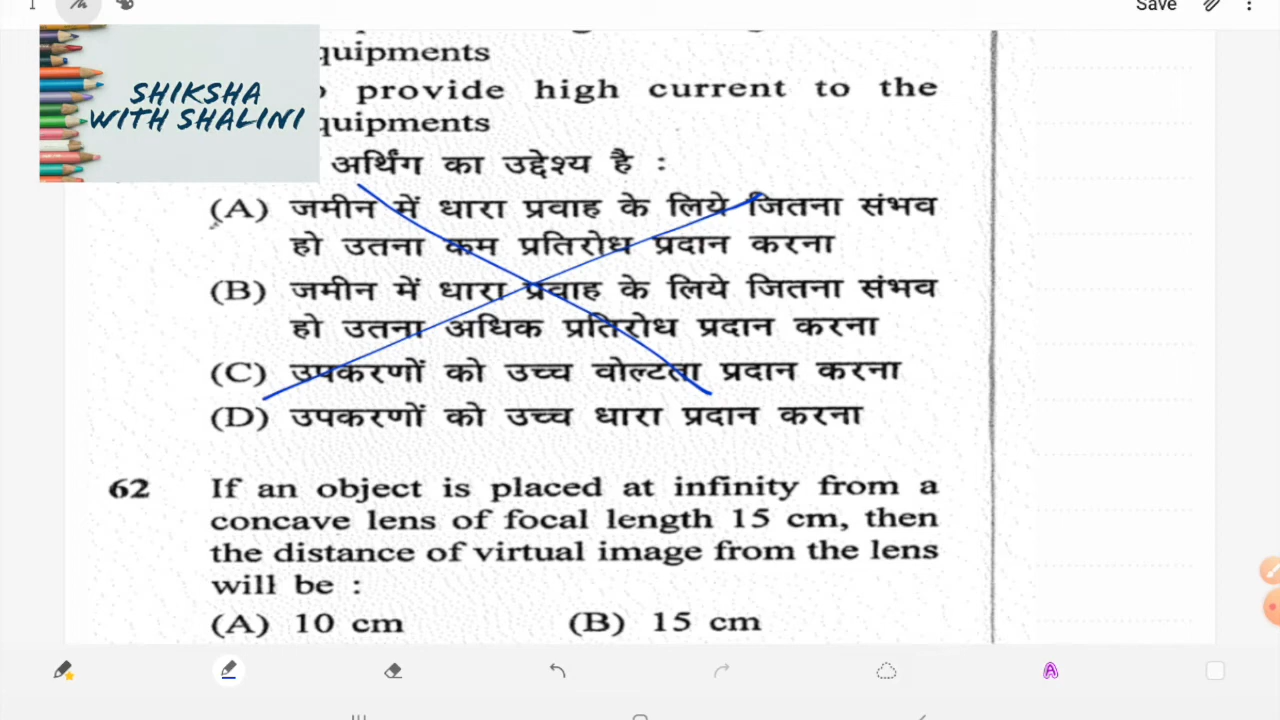 Save
SHIKSHA
WITH SHALINI
quipments
provide high current to the
quipments
अर्थिंग का उद्देश्य है :
(A) जमीन में धारा प्रवाह के लिये जितना संभव
हो उतना कम प्रतिरोध प्रदान करना
(B) जमीन में धारा प्रवाह के लिये जितना संभव
हो उतना अधिक प्रतिरोध प्रदान करना
(C) उपकरणों को उच्च वोल्टता प्रदान करना
(D) उपकरणों को उच्च धारा प्रदान करना
62 If an object is placed at infinity from a
concave lens of focal length 15 cm, then
the distance of virtual image from the lens
will be :
(A) 10 cm (B) 15 cm